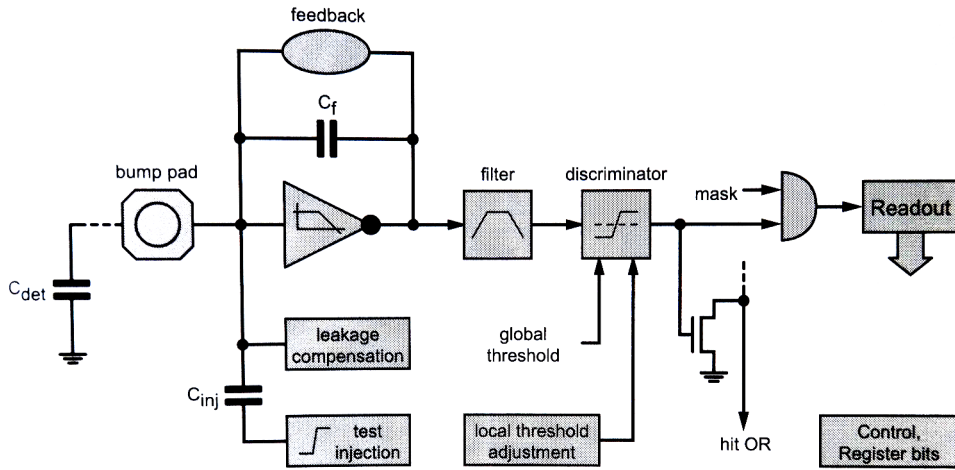 feedback
Cf
bump pad
filter
discriminator
mask
Readout
Cdet
leakage
compensation
global
threshold
Cinj
test
injection
local threshold
adjustment
hit OR
Control,
Register bits